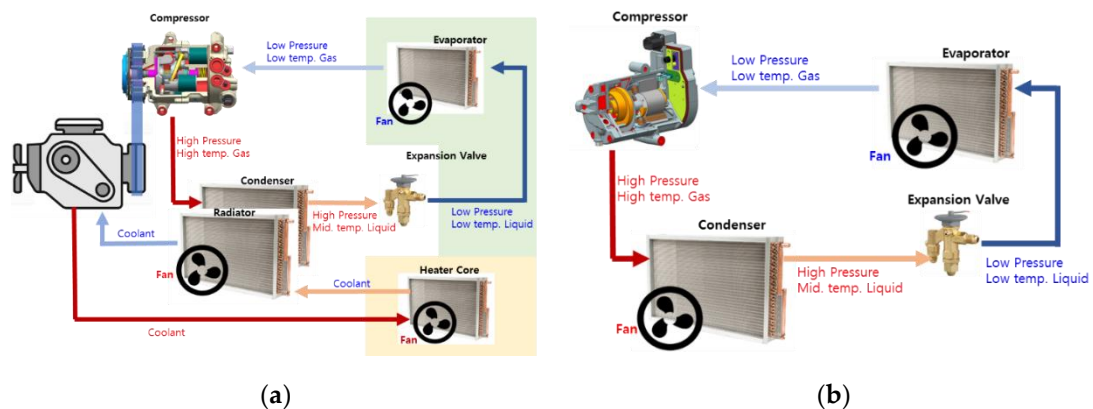 Compressor
Low Pressure
Low temp. Gas
Evaporator
Fan
High Pressure
High temp. Gas
Expansion Valve
Condenser
Radiator
High Pressure
Mid. temp. Liquid
Low Pressure
Low temp. Liquid
Coolant
Fan
Heater Core
Coolant
Coolant
Fan
(a)
Compressor
Low Pressure
Low temp. Gas
Evaporator
Fan
High Pressure
High temp. Gas
Expansion Valve
Condenser
High Pressure
Mid. temp. Liquid
Low Pressure
Low temp. Liquid
Fan
(b)